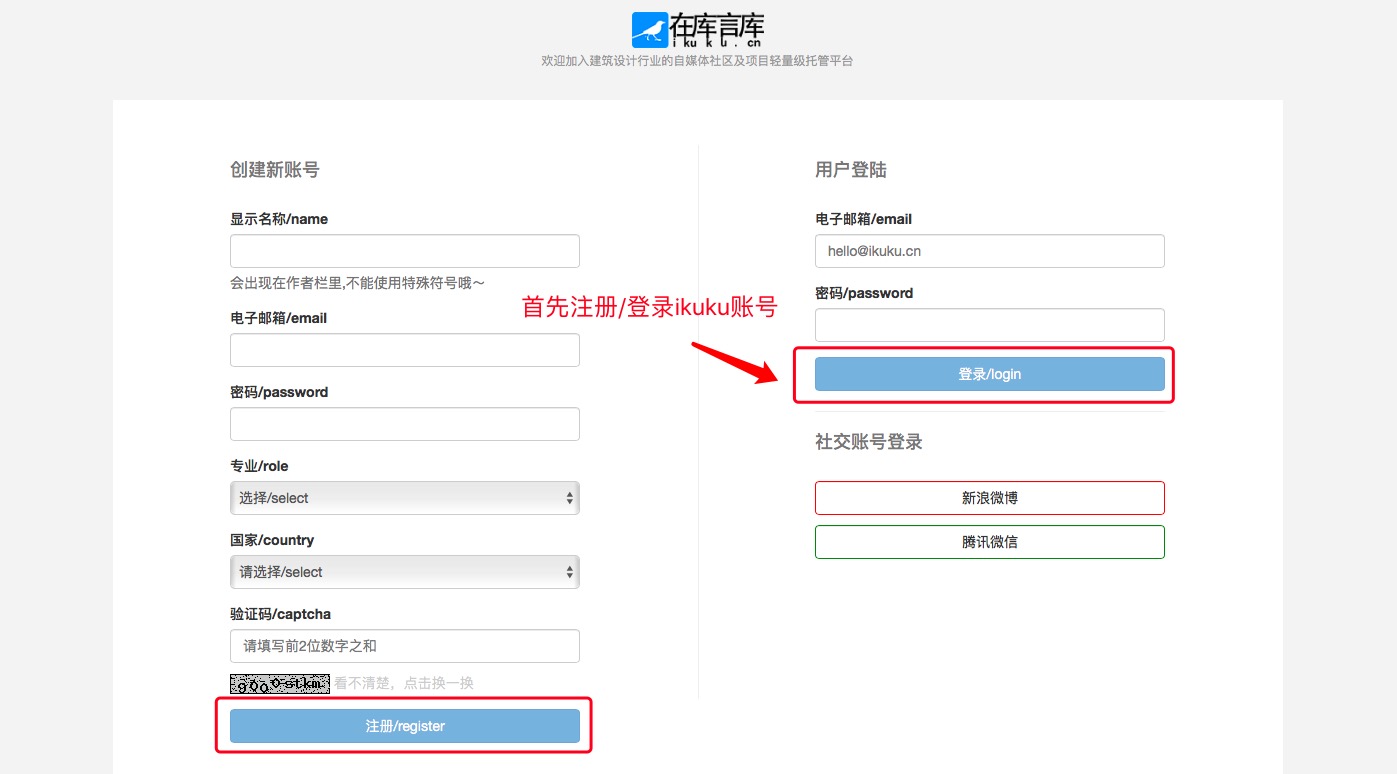 在库言库
ikuku.cn
欢迎加入建筑设计行业的自媒体社区及项目轻量级托管平台
创建新账号
显示名称/name
会出现在作者栏里,不能使用特殊符号哦~
电子邮箱/email
密码/password
专业/role
选择/select
国家/country
请选择/select
验证码/captcha
请填写前2位数字之和
看不清楚，点击换一换
注册/register
首先注册/登录ikuku账号
用户登陆
电子邮箱/email
hello@ikuku.cn
密码/password
登录/login
社交账号登录
新浪微博
腾讯微信